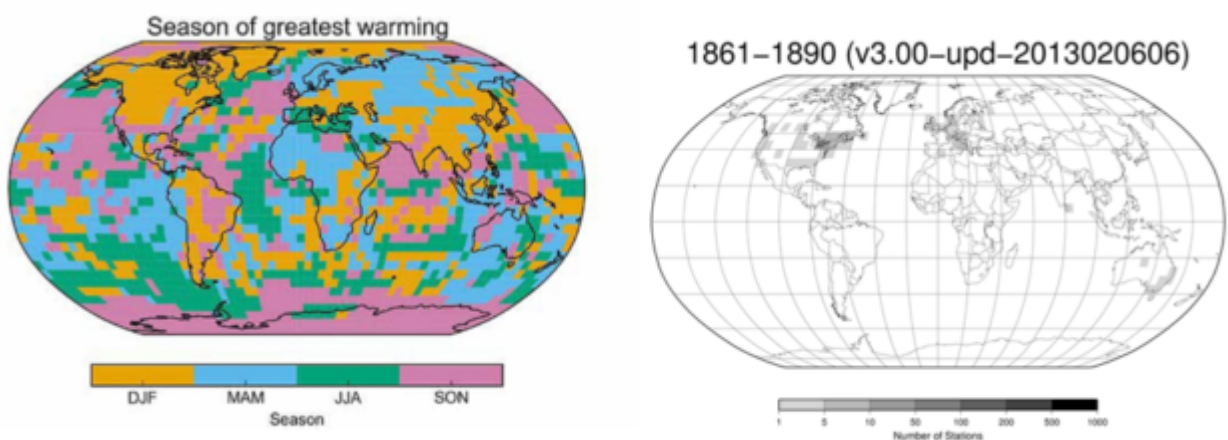 Season of greatest warming
DJF MAM JJA SON
Season
1861−1890 (v3.00−upd−2013020606)
1 5 10 50 100 200 500 1000
Number of Stations